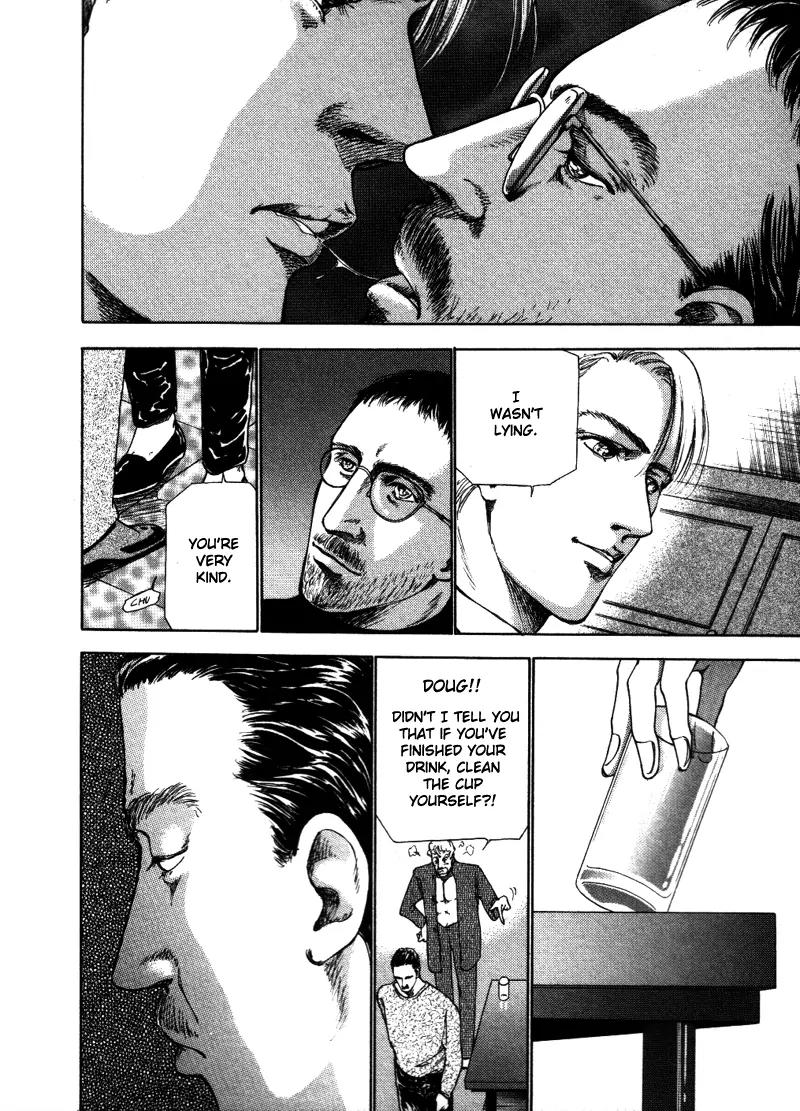 I
WASN'T
LYING.
YOU'RE
VERY
KIND.
CHU
DOUG!!
DIDN'T I TELL YOU
THAT IF YOU'VE
FINISHED YOUR
DRINK, CLEAN
THE CUP
YOURSELF?!